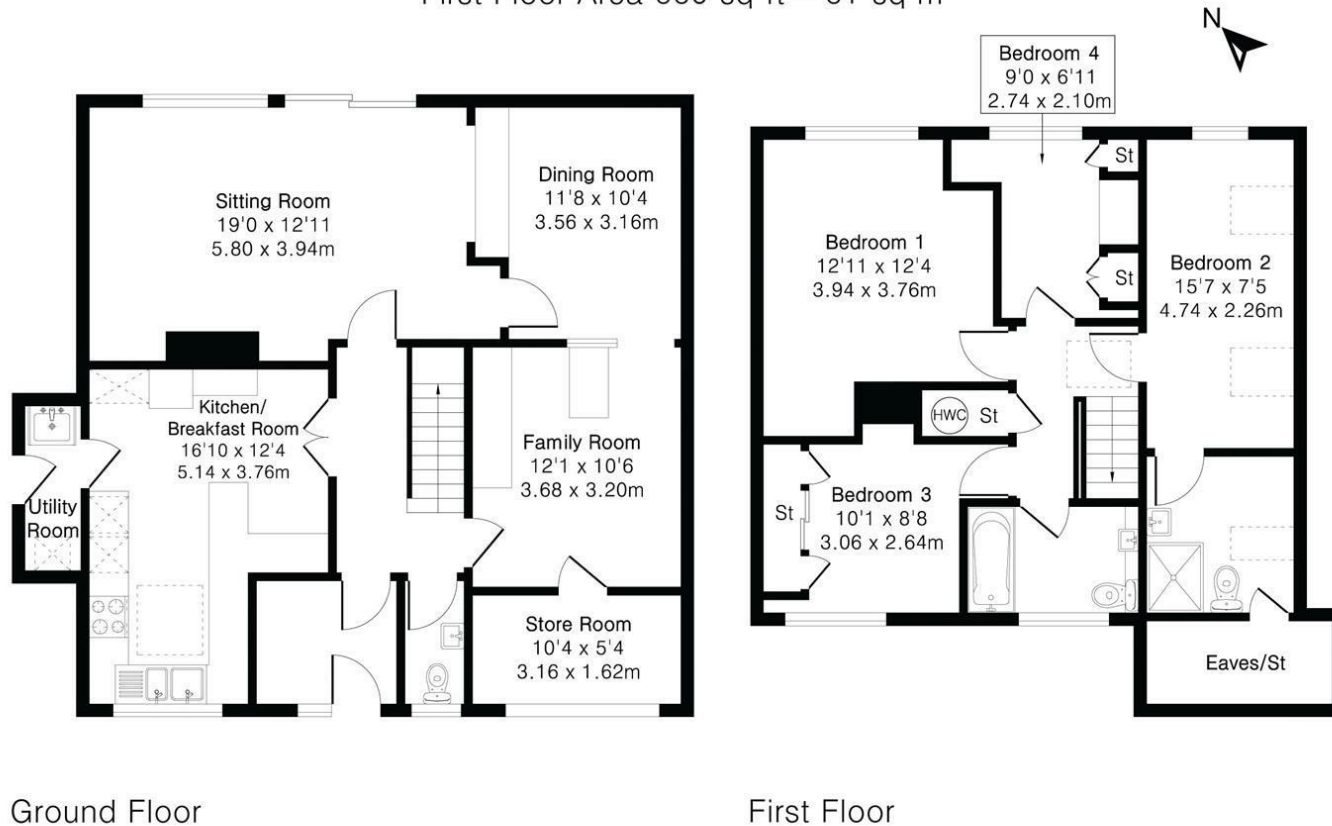 N
Bedroom 4
9'0 x 6'11
2.74 x 2.10m
St
Dining Room
11'8 x 10'4
3.56 x 3.16m
Sitting Room
19'0 x 12'11
5.80 x 3.94m
Bedroom 1
12'11 x 12'4
3.94 x 3.76m
St
Bedroom 2
15'7 x 7'5
4.74 x 2.26m
Kitchen/
Breakfast Room
16'10 x 12'4
5.14 x 3.76m
HWC
St
Family Room
12'1 x 10'6
3.68 x 3.20m
Utility
Room
St
Bedroom 3
10'1 x 8'8
3.06 x 2.64m
Store Room
10'4 x 5'4
3.16 x 1.62m
Eaves/St
Ground Floor
First Floor